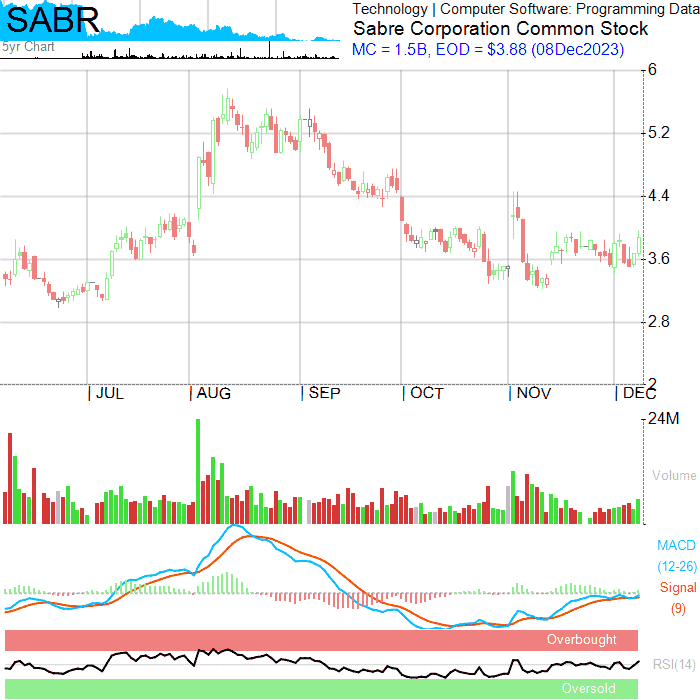 SABR
5yr Chart
Technology | Computer Software: Programming Data
Sabre Corporation Common Stock
MC = 1.5B, EOD = $3.88 (08Dec2023)
6
5.2
4.4
3.6
2.8
2
JUL AUG SEP OCT NOV DEC
24M
Volume
MACD
(12-26)
Signal
(9)
Overbought
RSI(14)
Oversold